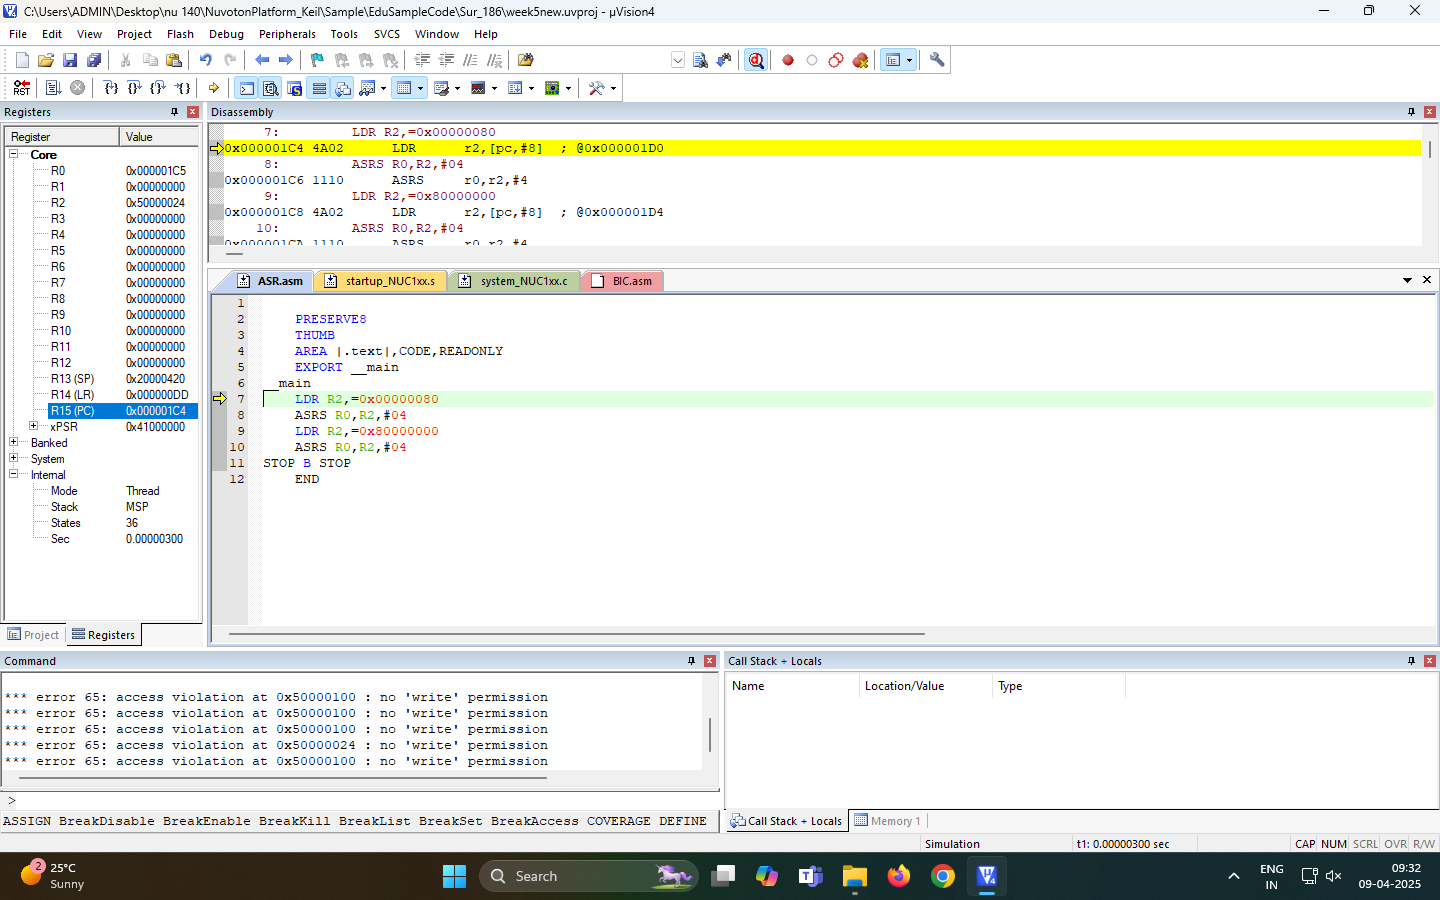 C:\Users\ADMIN\Desktop\nu 140\NuvotonPlatform_Keil\Sample\EduSampleCode\Sur_186\week5new.uvproj - µVision4
File Edit View Project Flash Debug Peripherals Tools SVCS Window Help
RST
Registers
Register Value
Core
R0 0x000001C5
R1 0x00000000
R2 0x50000024
R3 0x00000000
R4 0x00000000
R5 0x00000000
R6 0x00000000
R7 0x00000000
R8 0x00000000
R9 0x00000000
R10 0x00000000
R11 0x00000000
R12 0x00000000
R13 (SP) 0x20000420
R14 (LR) 0x000000DD
R15 (PC) 0x000001C4
xPSR 0x41000000
Banked
System
Internal
Mode Thread
Stack MSP
States 36
Sec 0.00000300
Project Registers
Disassembly
7: LDR R2,=0x00000080
0x000001C4 4A02 LDR r2,[pc,#8] ; @0x000001D0
8: ASRS R0,R2,#04
0x000001C6 1110 ASRS r0,r2,#4
9: LDR R2,=0x80000000
0x000001C8 4A02 LDR r2,[pc,#8] ; @0x000001D4
10: ASRS R0,R2,#04
0x000001CA 1110 ASRS r0,r2,#4
ASR.asm startup_NUC1xx.s system_NUC1xx.c BIC.asm
1
2 PRESERVE8
3 THUMB
4 AREA |.text|,CODE,READONLY
5 EXPORT __main
6 __main
7 LDR R2,=0x00000080
8 ASRS R0,R2,#04
9 LDR R2,=0x80000000
10 ASRS R0,R2,#04
11 STOP B STOP
12 END
Command
*** error 65: access violation at 0x50000100 : no 'write' permission
*** error 65: access violation at 0x50000100 : no 'write' permission
*** error 65: access violation at 0x50000100 : no 'write' permission
*** error 65: access violation at 0x50000024 : no 'write' permission
*** error 65: access violation at 0x50000100 : no 'write' permission
>
ASSIGN BreakDisable BreakEnable BreakKill BreakList BreakSet BreakAccess COVERAGE DEFINE
Call Stack + Locals
Name Location/Value Type
Call Stack + Locals Memory 1
Simulation t1: 0.00000300 sec CAP NUM SCRL OVR R/W
2
25°C
Sunny
Search
ENG
IN
09:32
09-04-2025